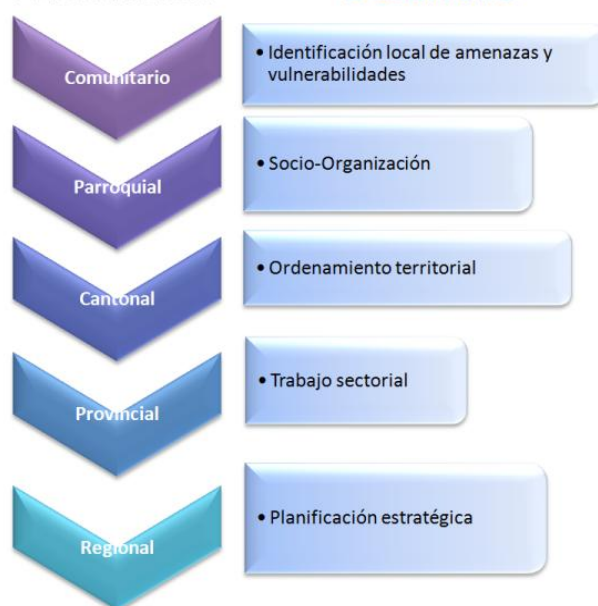 Comunitario
• Identificación local de amenazas y
vulnerabilidades
Parroquial
• Socio-Organización
Cantonal
• Ordenamiento territorial
Provincial
• Trabajo sectorial
Regional
• Planificación estratégica